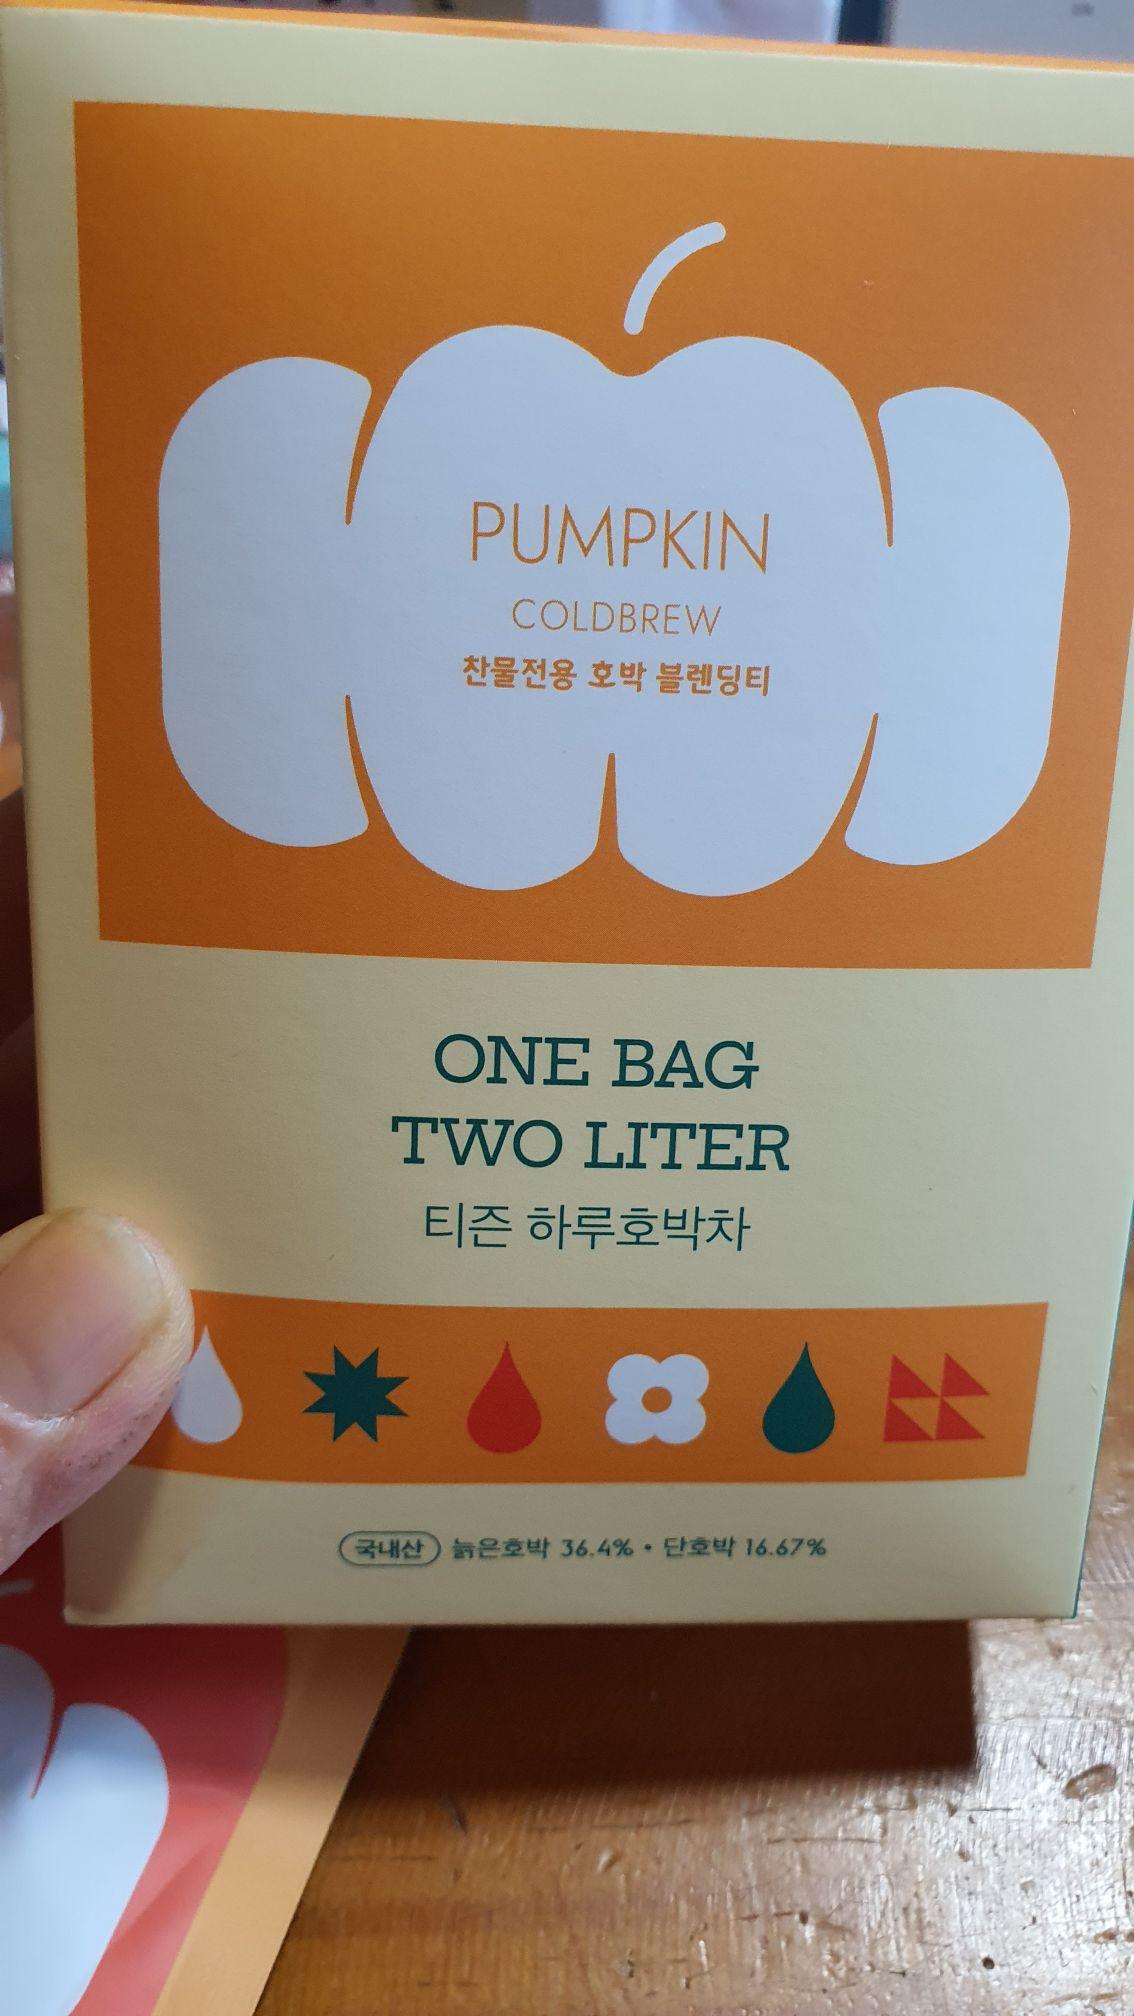 PUMPKIN
COLDBREW
찬물전용 호박 블렌딩티
ONE BAG
TWO LITER
티즌 하루호박차
국내산 늙은호박 36.4% • 단호박 16.67%